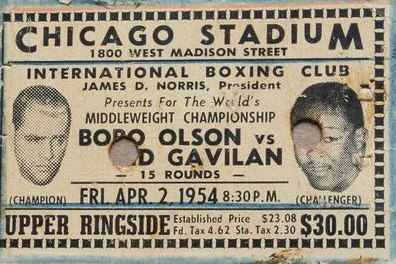 CHICAGO STADIUM
1800 WEST MADISON STREET
INTERNATIONAL BOXING CLUB
JAMES D. NORRIS, President
Presents For The World's
MIDDLEWEIGHT CHAMPIONSHIP
BOBO OLSON vs
D GAVILAN
— 15 ROUNDS —
FRI. APR. 2, 1954 8:30 P.M.
(CHAMPION)
(CHALLENGER)
UPPER RINGSIDE
Established Price $23.08
Fd. Tax 4.62 Sta. Tax 2.30
$30.00